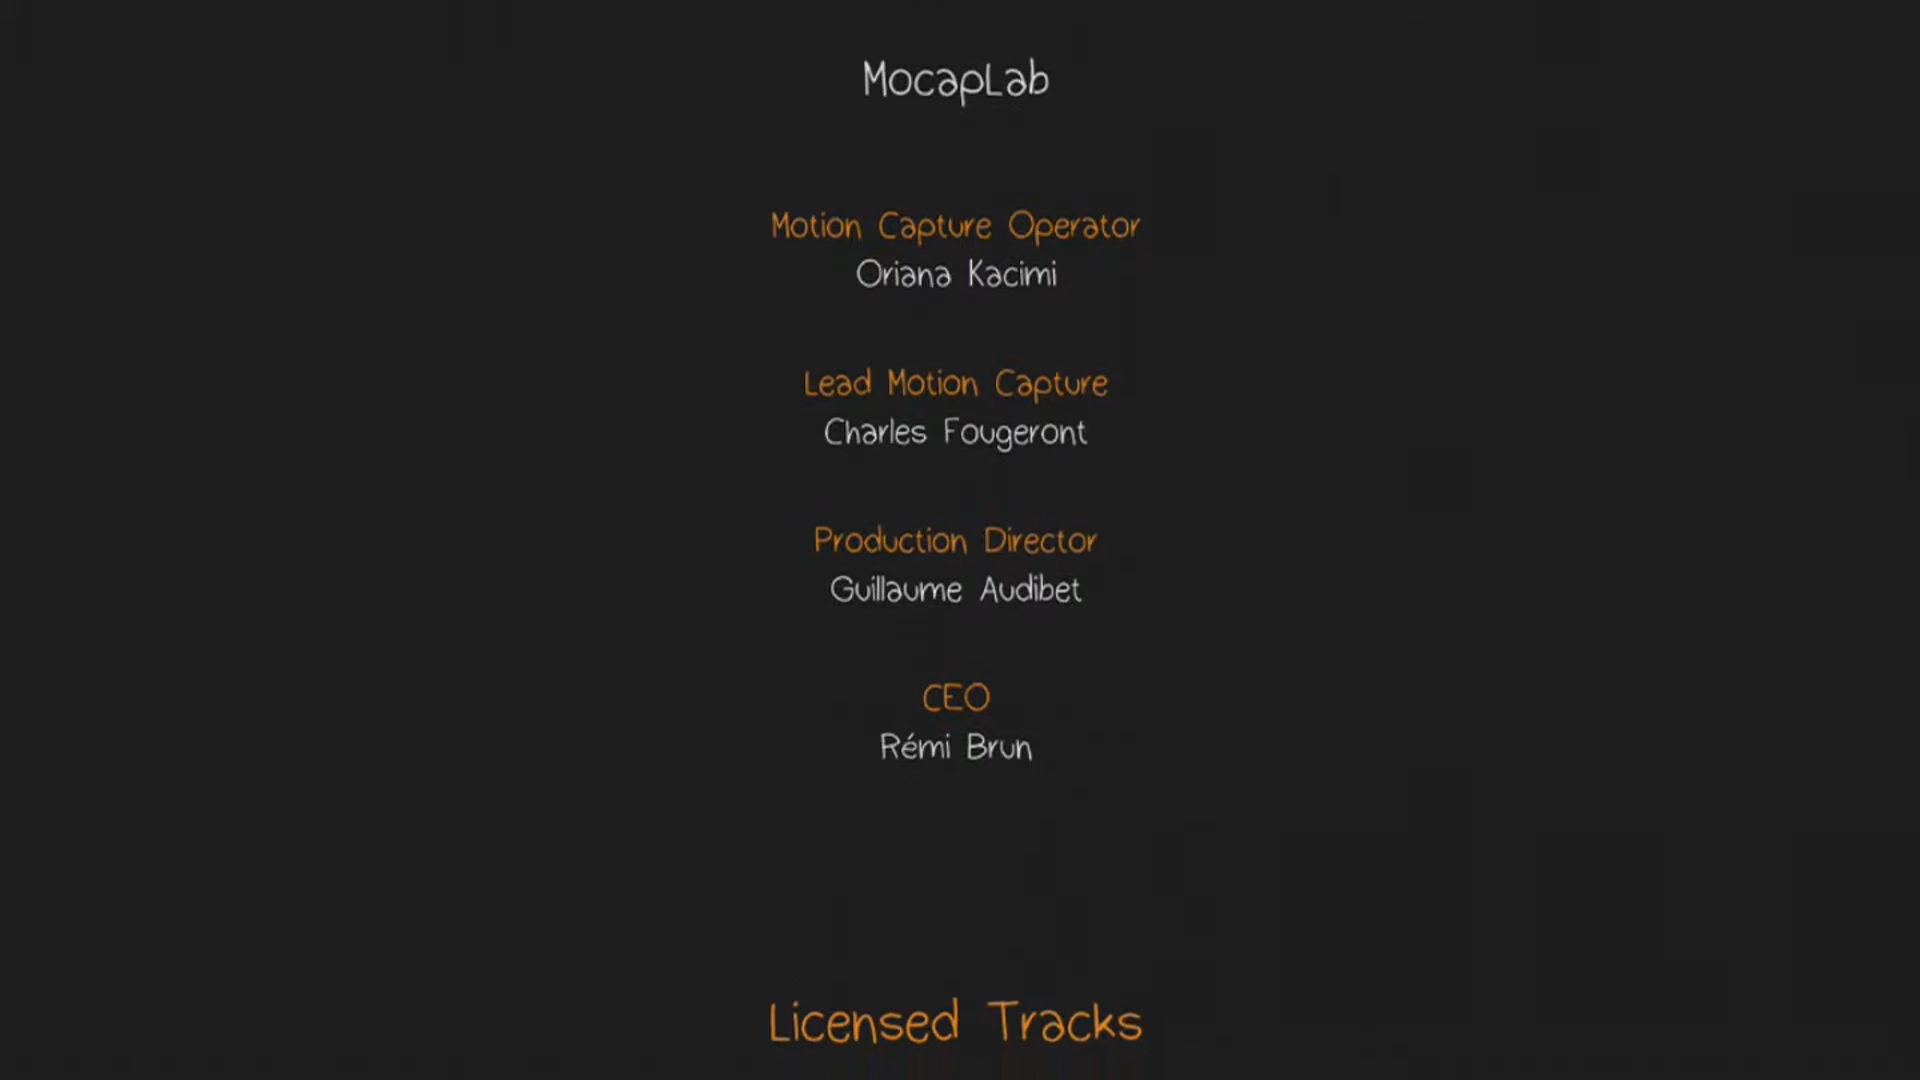 MocapLab
Motion Capture Operator
Oriana Kacimi
Lead Motion Capture
Charles Fougeront
Production Director
Guillaume Audibet
CEO
Rémi Brun
Licensed Tracks